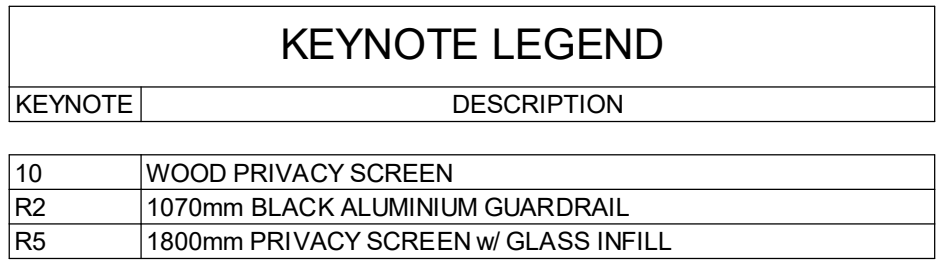 KEYNOTE LEGEND
KEYNOTE DESCRIPTION
10 WOOD PRIVACY SCREEN
R2 1070mm BLACK ALUMINIUM GUARDRAIL
R5 1800mm PRIVACY SCREEN w/ GLASS INFILL